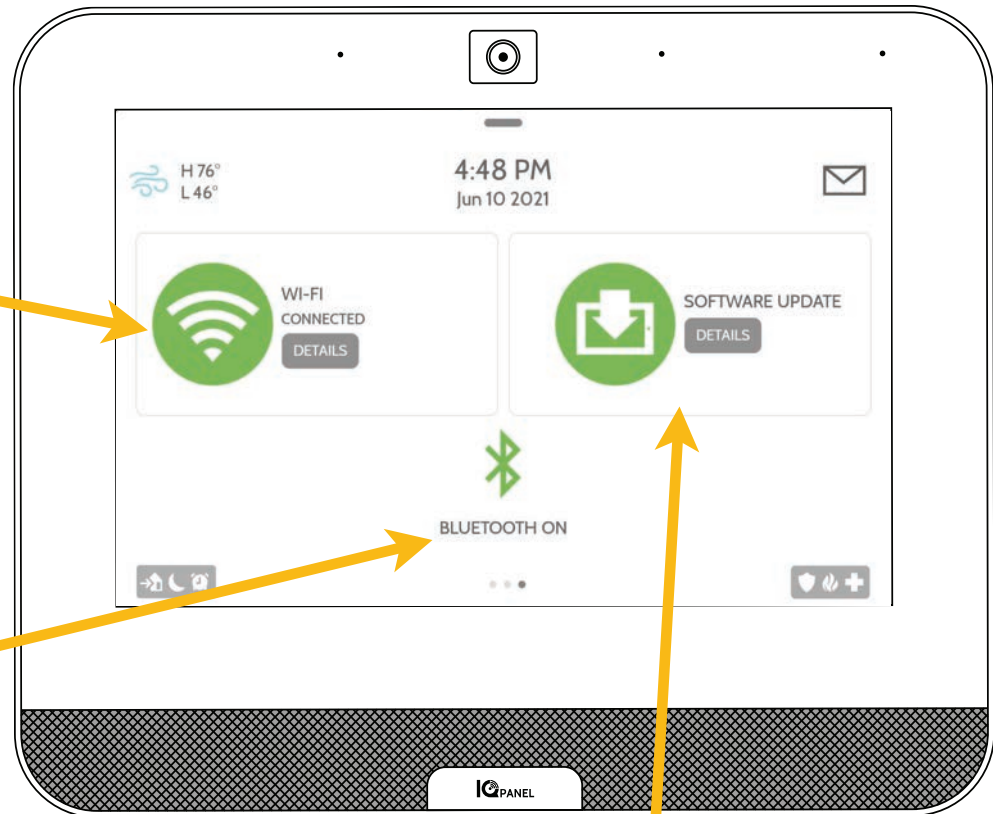 H 76°
L 46°
4:48 PM
Jun 10 2021
WI-FI
CONNECTED
DETAILS
SOFTWARE UPDATE
DETAILS
BLUETOOTH ON
IQ PANEL